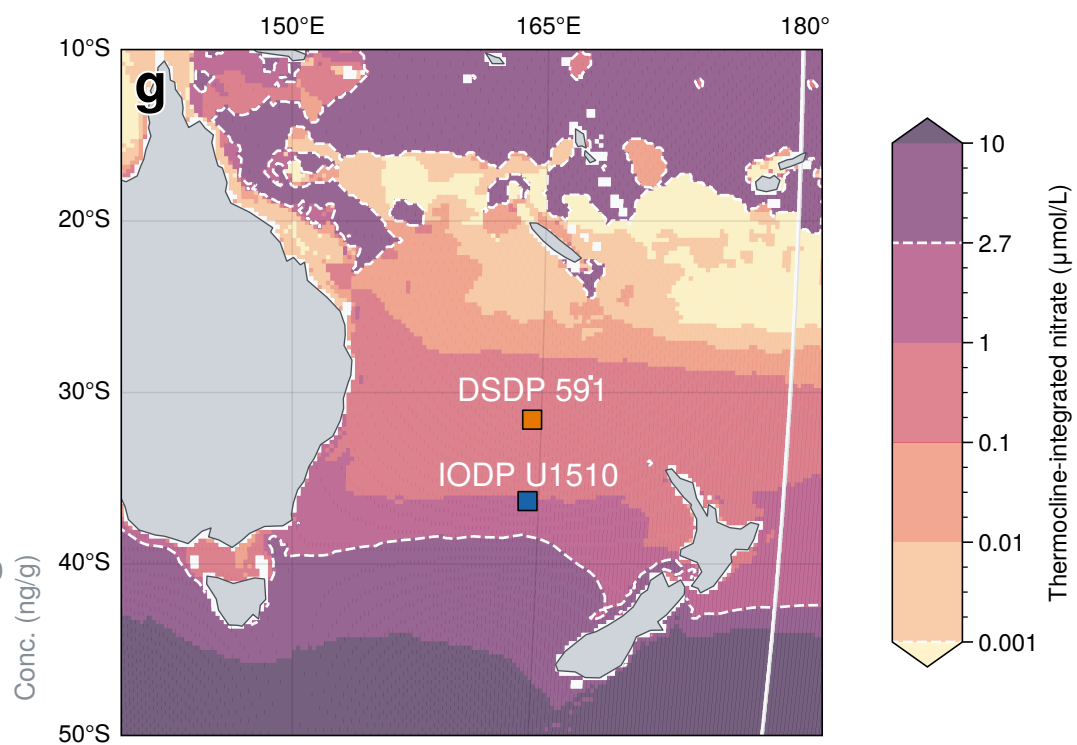 150°E 165°E 180°
10°S
g
10
20°S
2.7
1
30°S
DSDP 591
0.1
IODP U1510
0.01
40°S
0.001
50°S
Thermocline-integrated nitrate (μmol/L)
Conc. (ng/g)